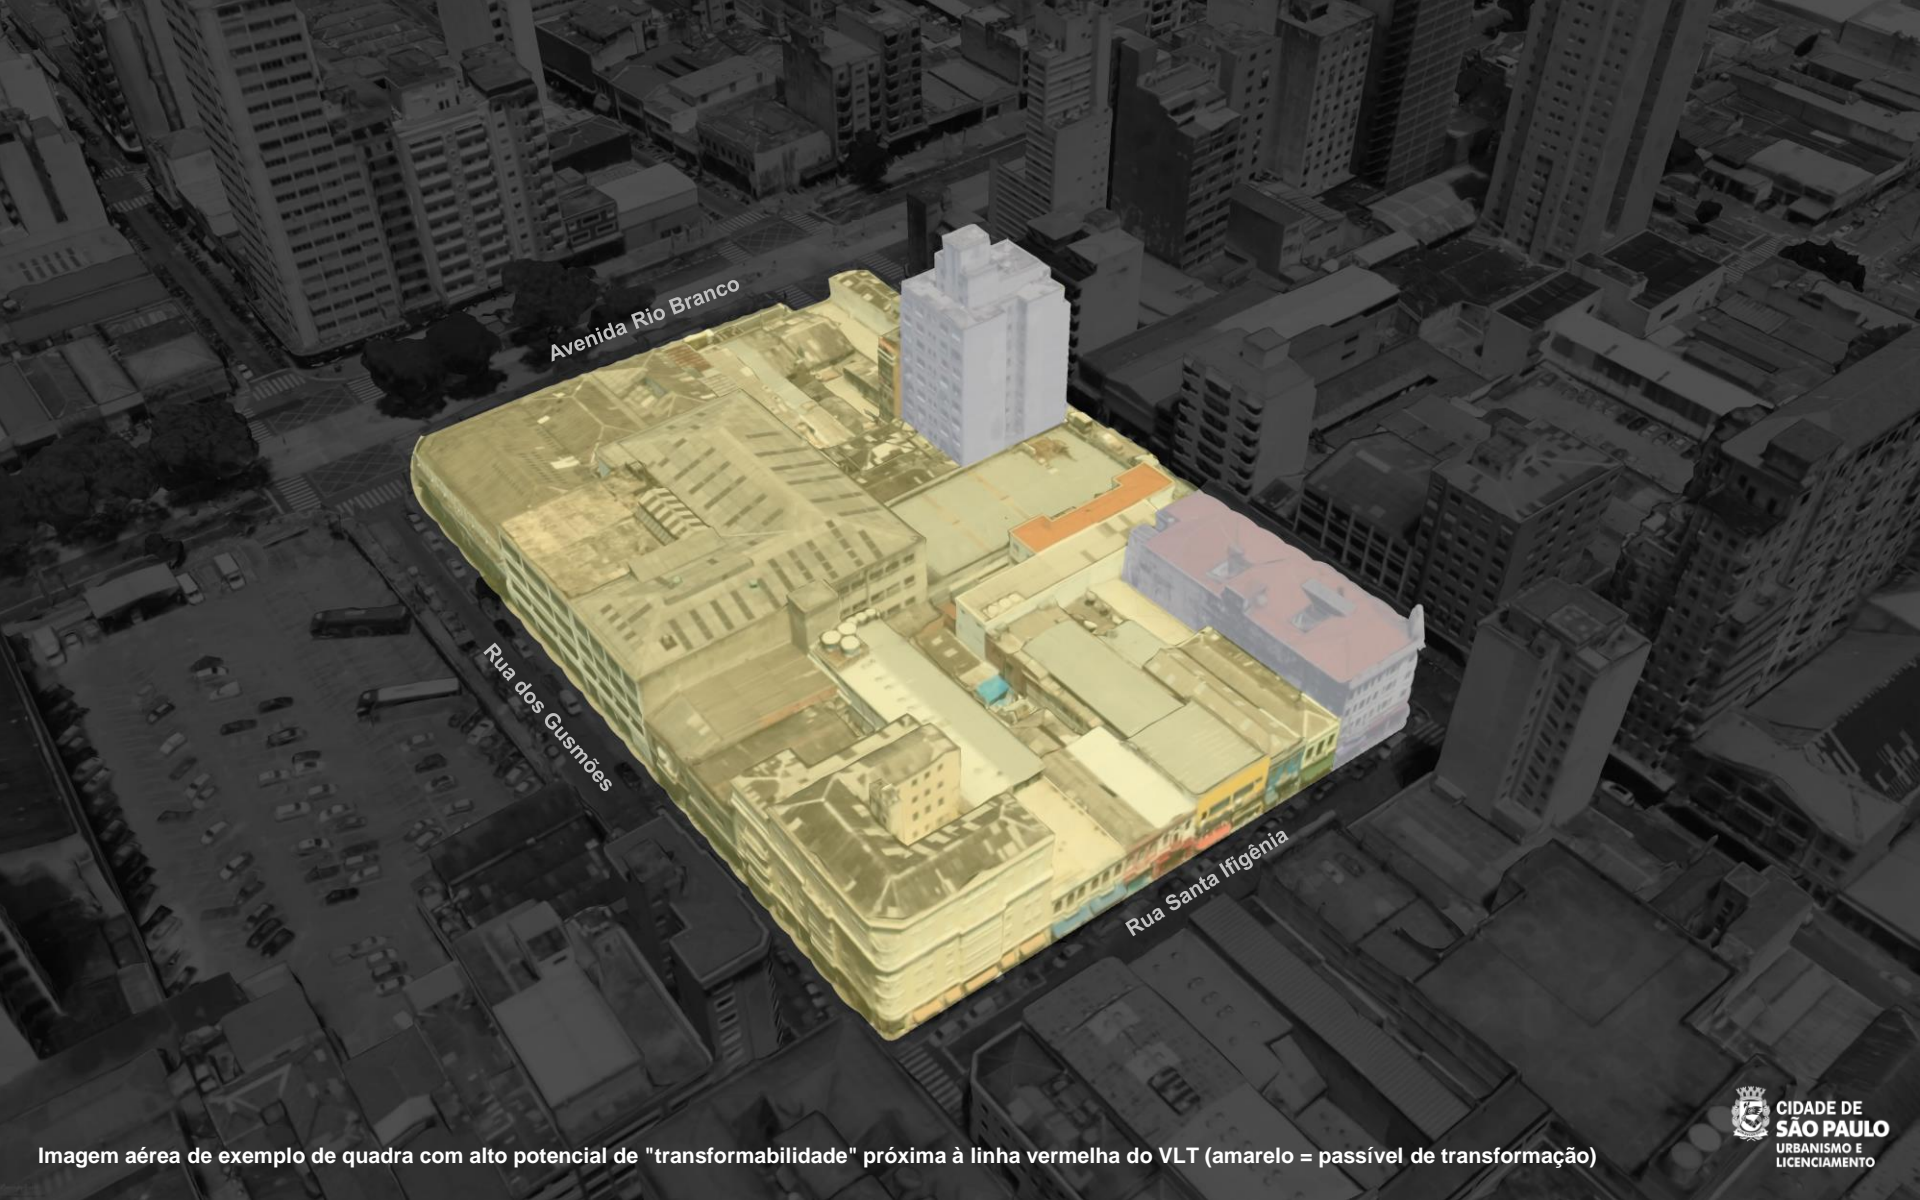 Avenida Rio Branco
Rua dos Gusmões
Rua Santa Ifigênia
Imagem aérea de exemplo de quadra com alto potencial de "transformabilidade" próxima à linha vermelha do VLT (amarelo = passível de transformação)
CIDADE DE
SÃO PAULO
URBANISMO E
LICENCIAMENTO